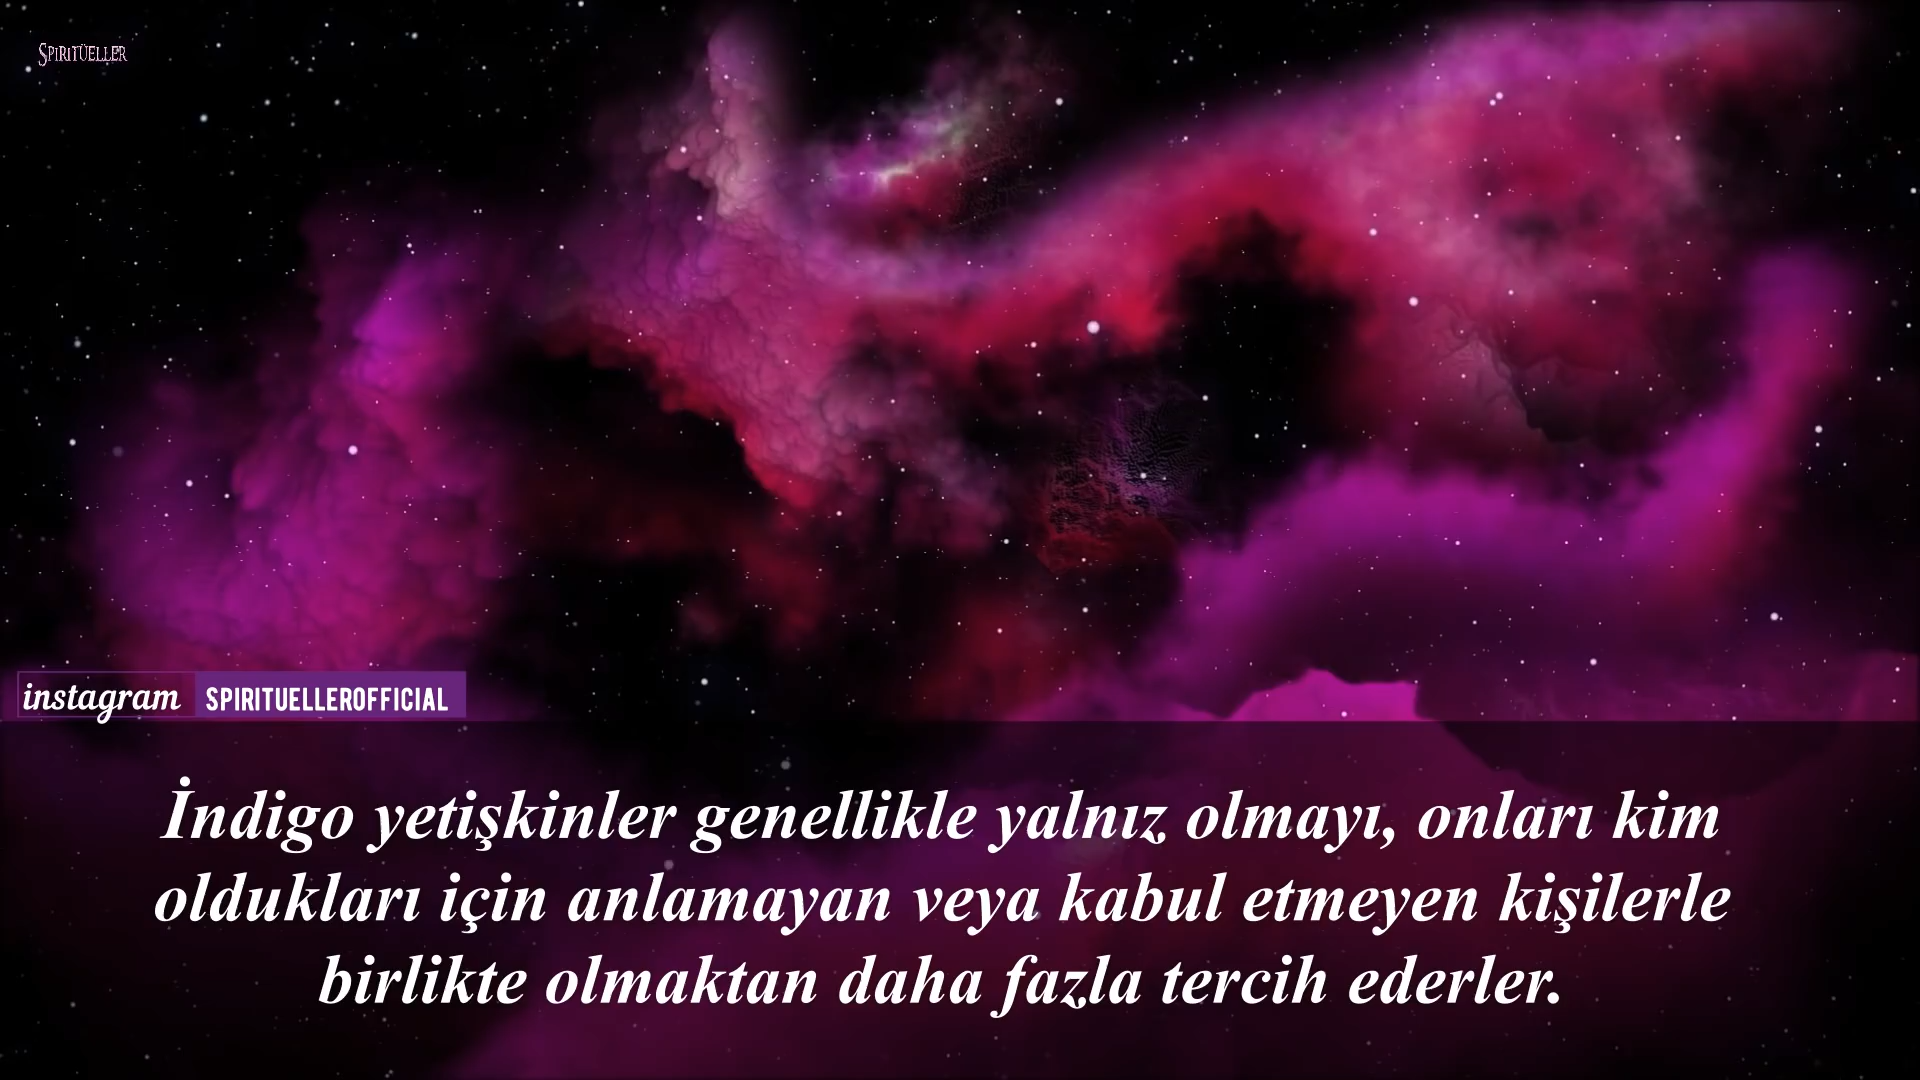 SPIRITÜELLER
instagram SPIRITUELLEROFFICIAL
İndigo yetişkinler genellikle yalnız olmayı, onları kim
oldukları için anlamayan veya kabul etmeyen kişilerle
birlikte olmaktan daha fazla tercih ederler.